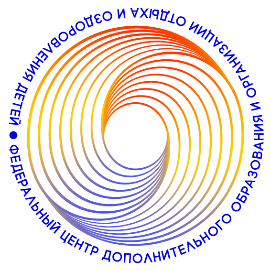 ФЕДЕРАЛЬНЫЙ ЦЕНТР ДОПОЛНИТЕЛЬНОГО ОБРАЗОВАНИЯ И ОРГАНИЗАЦИИ ОТДЫХА И ОЗДОРОВЛЕНИЯ ДЕТЕЙ •